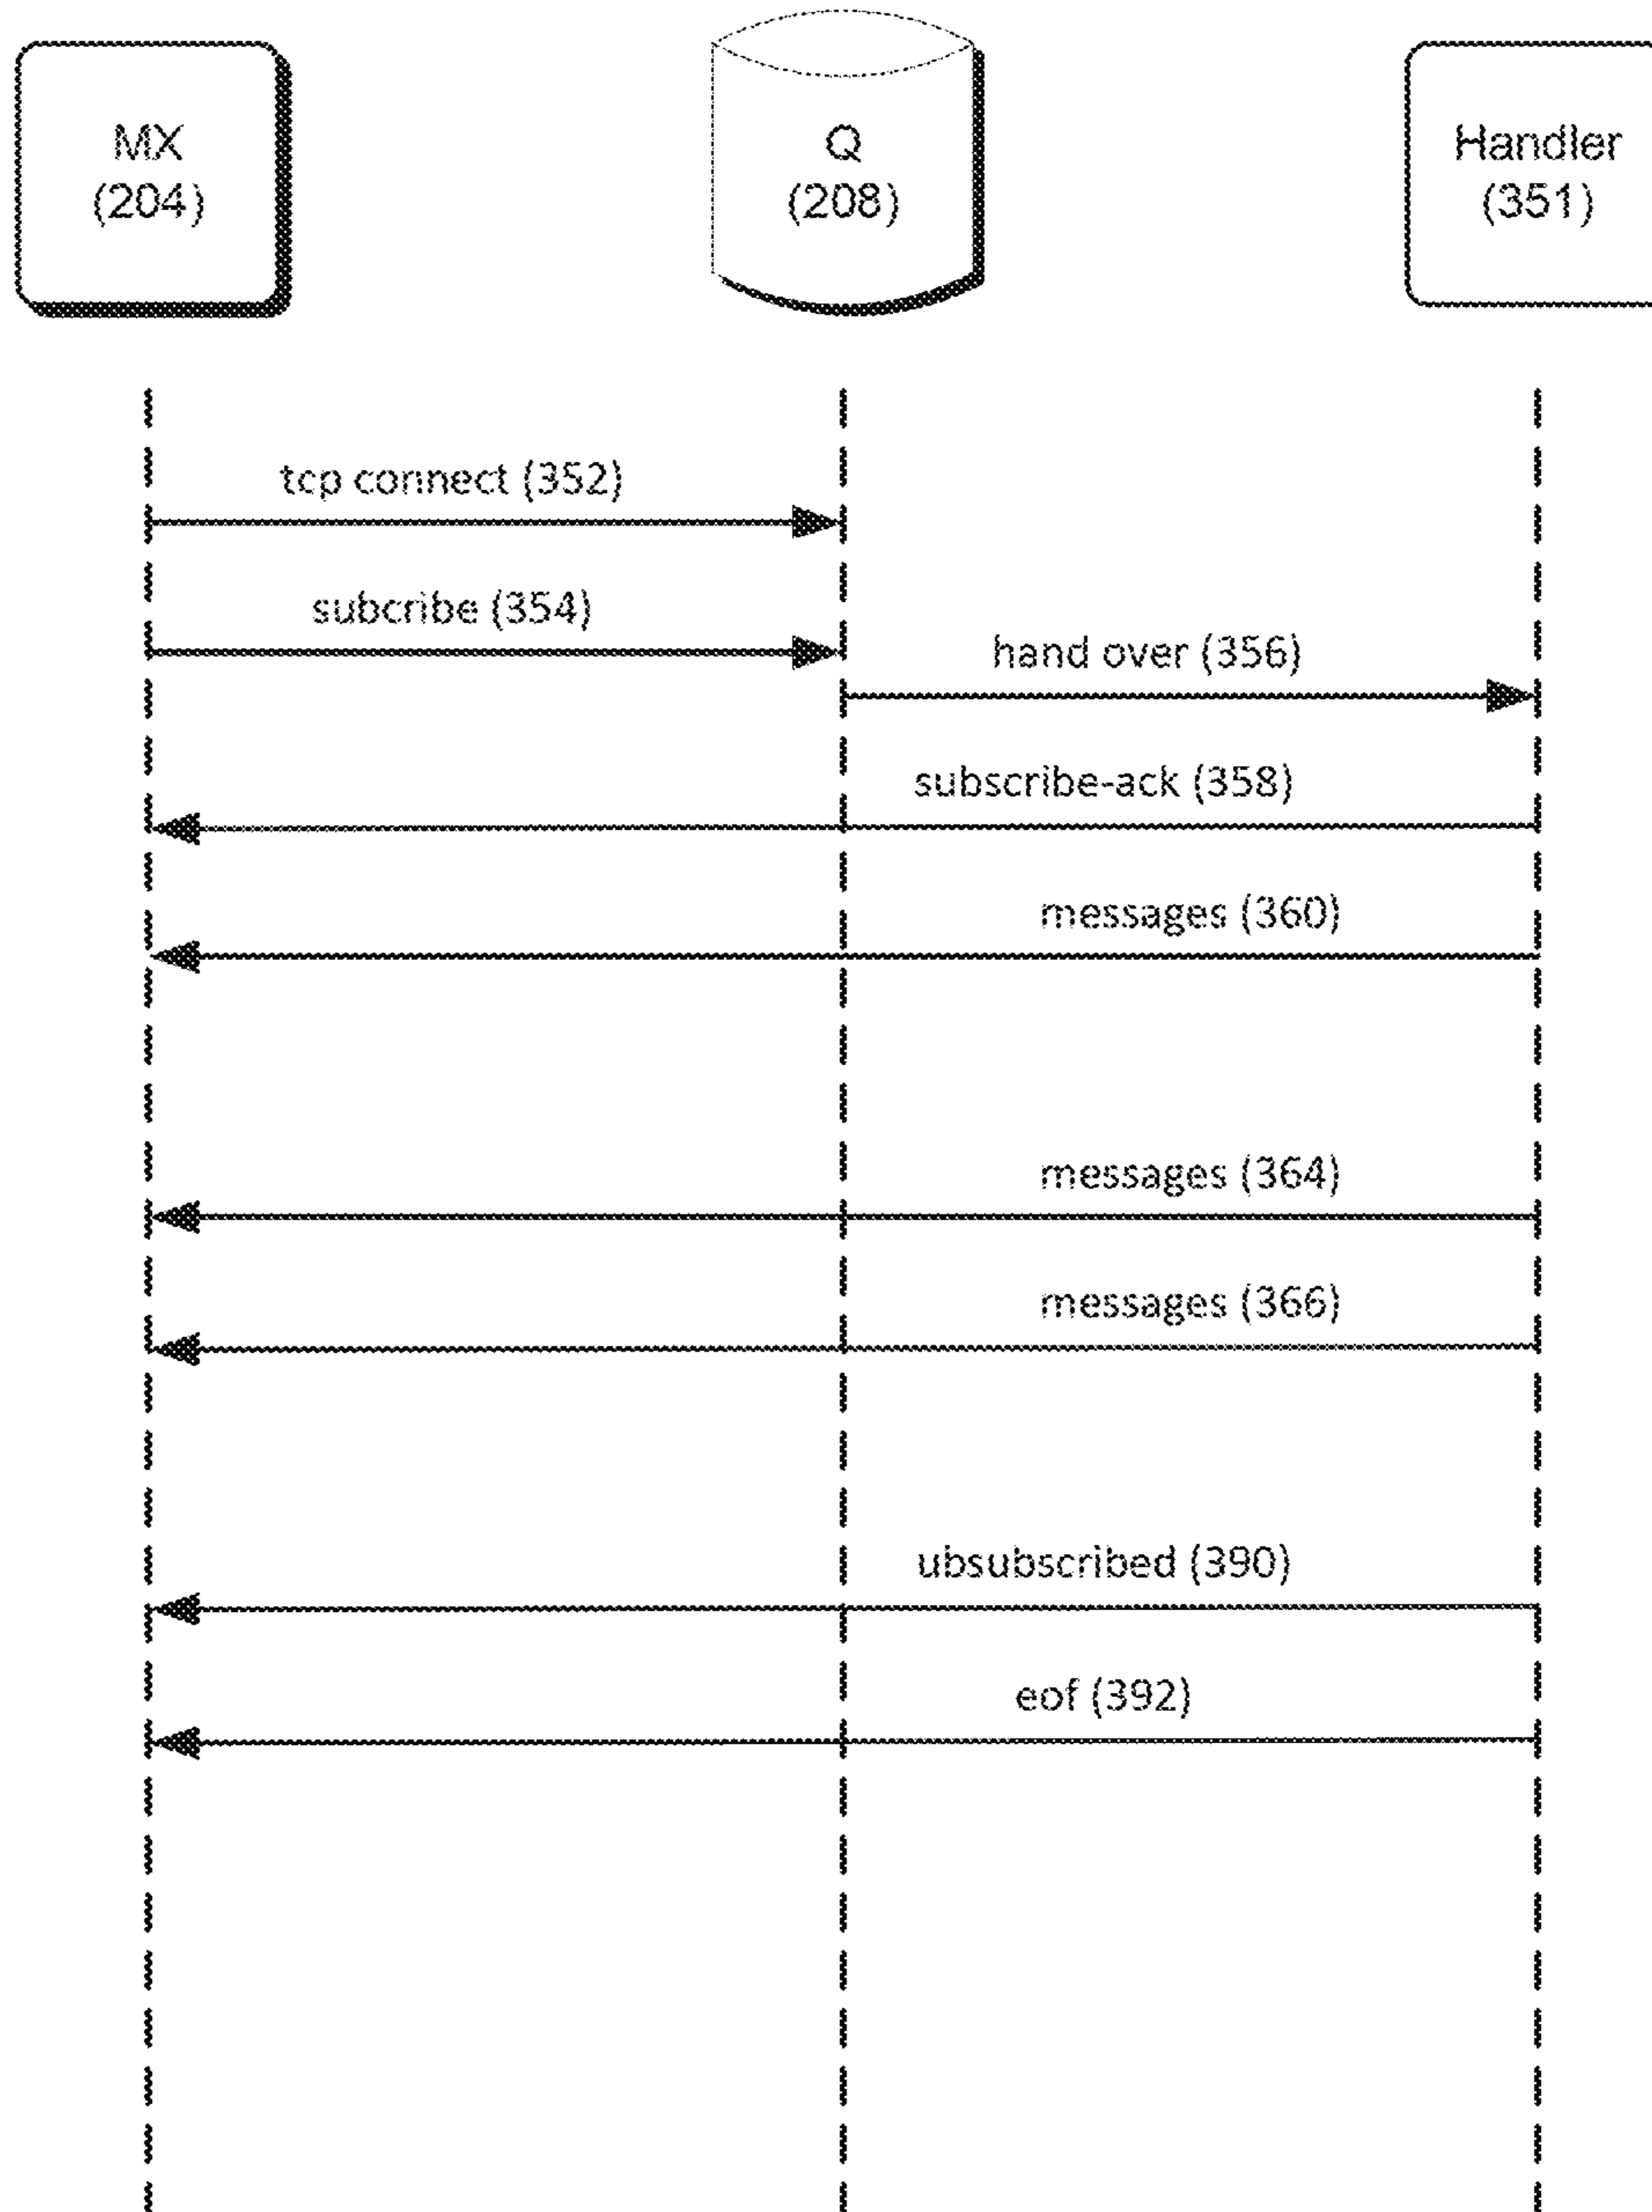 MX
(204)
Q
(208)
Handler
(351)
tcp connect (352)
subcribe (354)
hand over (356)
subscribe-ack (358)
messages (360)
messages (364)
messages (366)
ubsubscribed (390)
eof (392)